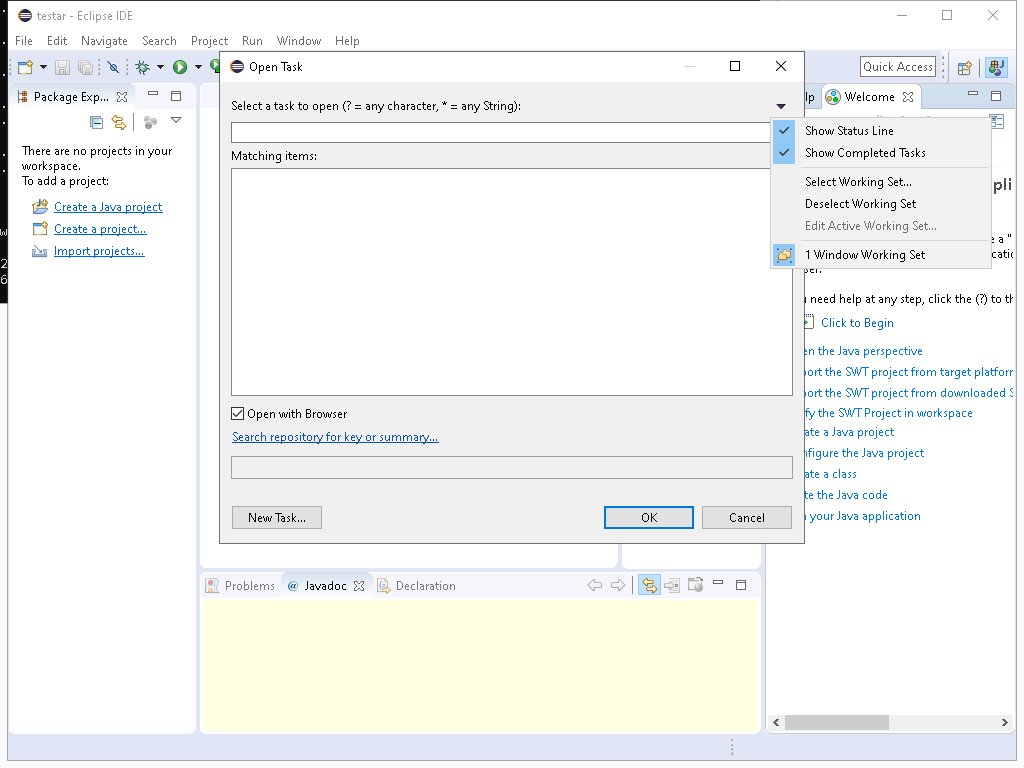 testar - Eclipse IDE
File Edit Navigate Search Project Run Window Help
Quick Access
Package Exp...
There are no projects in your
workspace.
To add a project:
Create a Java project
Create a project...
Import projects...
Open Task
Select a task to open (? = any character, * = any String):
Matching items:
Open with Browser
Search repository for key or summary...
New Task...
OK
Cancel
lp
Welcome
Show Status Line
Show Completed Tasks
Select Working Set...
Deselect Working Set
Edit Active Working Set...
1 Window Working Set
pli
e a "
catio
ser.
need help at any step, click the (?) to th
Click to Begin
en the Java perspective
ort the SWT project from target platfor
ort the SWT project from downloaded S
fy the SWT Project in workspace
ate a Java project
nfigure the Java project
ate a class
te the Java code
your Java application
Problems
@ Javadoc
Declaration